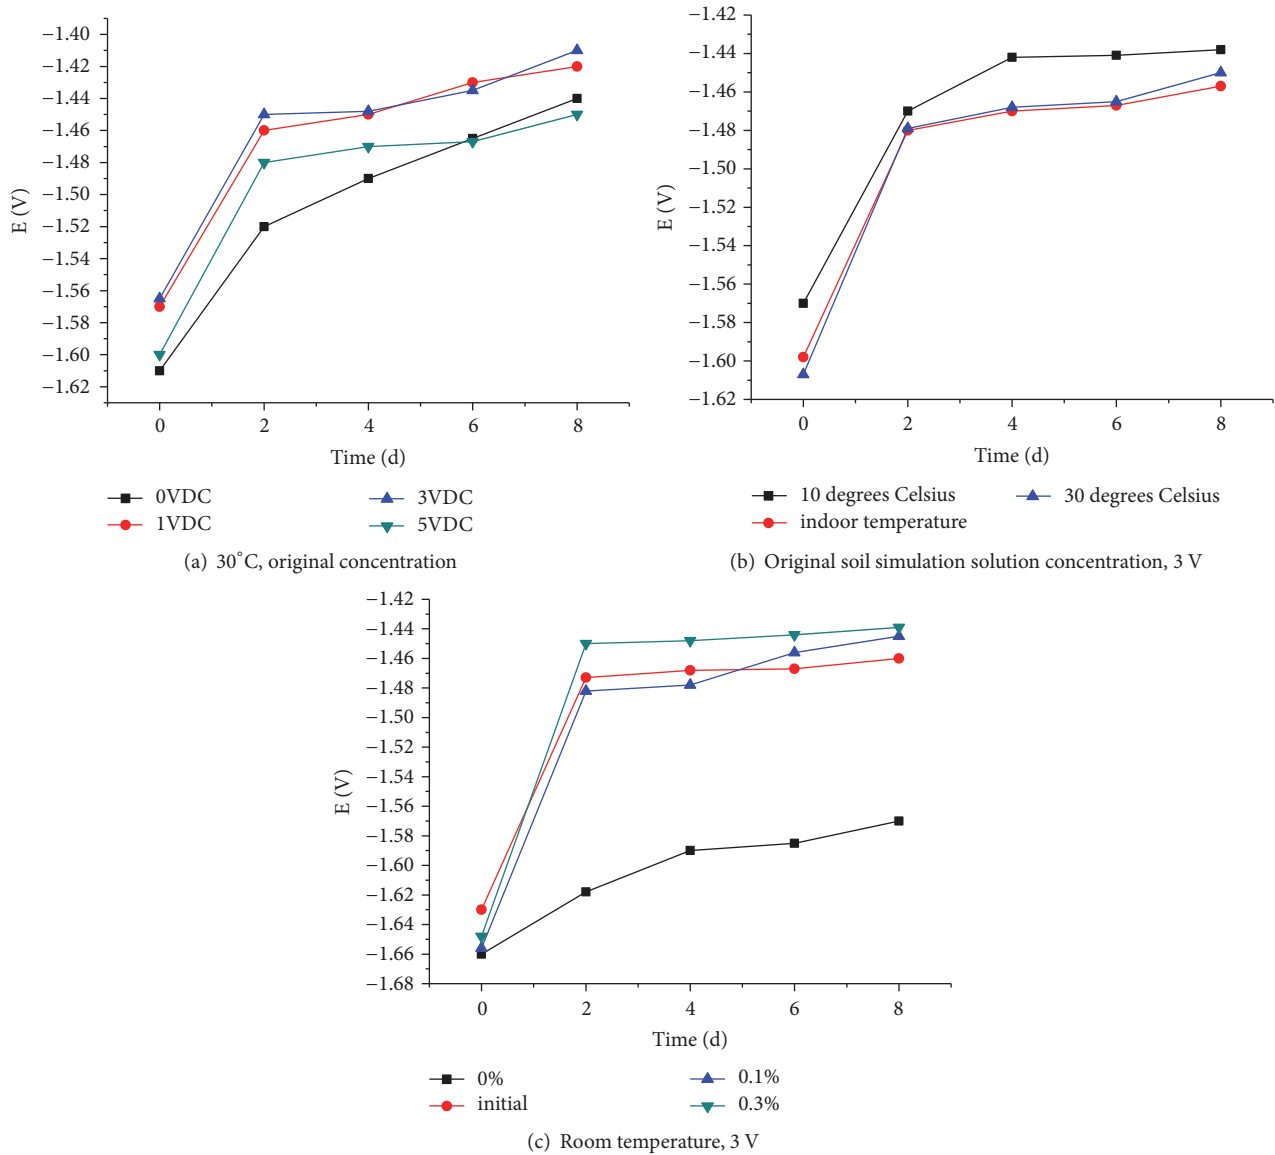 −1.40
−1.42
−1.44
−1.46
−1.48
−1.50
−1.52
−1.54
−1.56
−1.58
−1.60
−1.62
E (V)
0 2 4 6 8
Time (d)
0VDC 3VDC
1VDC 5VDC
(a) 30°C, original concentration
−1.42
−1.44
−1.46
−1.48
−1.50
−1.52
−1.54
−1.56
−1.58
−1.60
−1.62
E (V)
0 2 4 6 8
Time (d)
10 degrees Celsius 30 degrees Celsius
indoor temperature
(b) Original soil simulation solution concentration, 3 V
−1.42
−1.44
−1.46
−1.48
−1.50
−1.52
−1.54
−1.56
−1.58
−1.60
−1.62
−1.64
−1.66
−1.68
E (V)
0 2 4 6 8
Time (d)
0% 0.1%
initial 0.3%
(c) Room temperature, 3 V